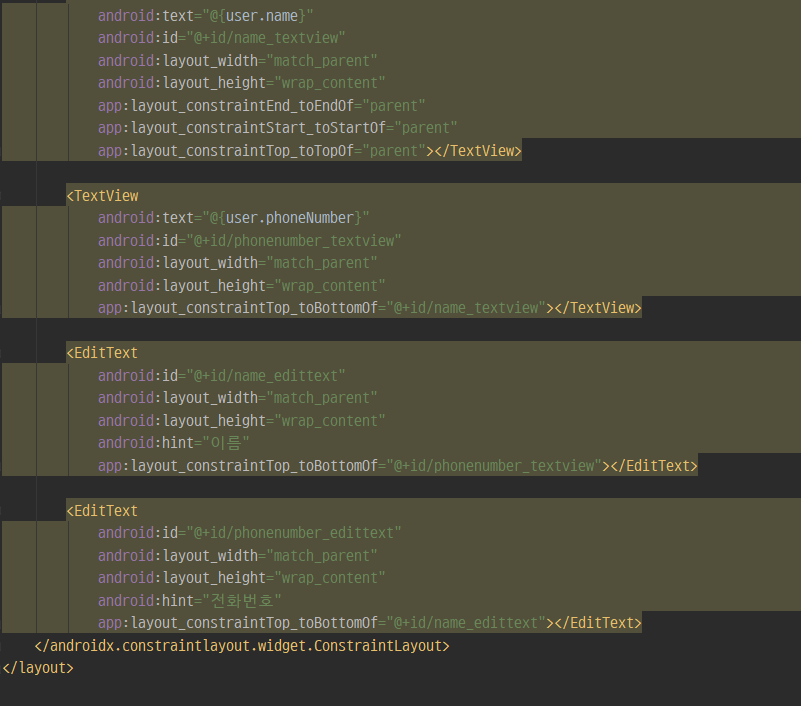 android:text="@{user.name}"
android:id="@+id/name_textview"
android:layout_width="match_parent"
android:layout_height="wrap_content"
app:layout_constraintEnd_toEndOf="parent"
app:layout_constraintStart_toStartOf="parent"
app:layout_constraintTop_toTopOf="parent"></TextView>
<TextView
android:text="@{user.phoneNumber}"
android:id="@+id/phonenumber_textview"
android:layout_width="match_parent"
android:layout_height="wrap_content"
app:layout_constraintTop_toBottomOf="@+id/name_textview"></TextView>
<EditText
android:id="@+id/name_edittext"
android:layout_width="match_parent"
android:layout_height="wrap_content"
android:hint="이름"
app:layout_constraintTop_toBottomOf="@+id/phonenumber_textview"></EditText>
<EditText
android:id="@+id/phonenumber_edittext"
android:layout_width="match_parent"
android:layout_height="wrap_content"
android:hint="전화번호"
app:layout_constraintTop_toBottomOf="@+id/name_edittext"></EditText>
</androidx.constraintlayout.widget.ConstraintLayout>
</layout>